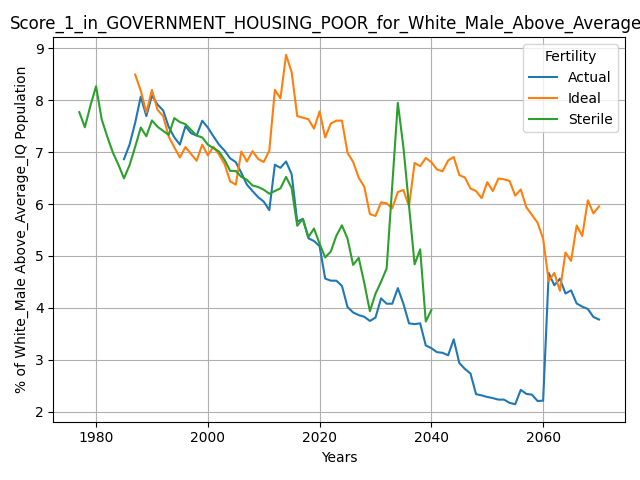 Score_1_in_GOVERNMENT_HOUSING_POOR_for_White_Male_Above_Average
% of White_Male Above_Average_IQ Population
9
8
7
6
5
4
3
2
1980
2000
2020
2040
2060
Years
Fertility
Actual
Ideal
Sterile